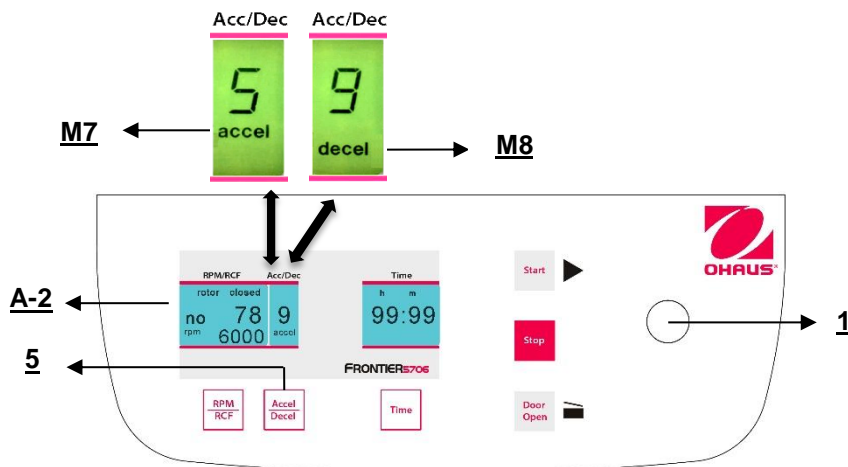 Acc/Dec Acc/Dec
5 9
M7 accel
decel M8
RPM/RCF Acc/Dec Time
rotor closed h m
A-2 no 78 9 99:99
rpm 6000 accel
5 FRONTIER5706
RPM
RCF
Accel
Decel
Time
Start
Stop
Door
Open
OHAUS®
1